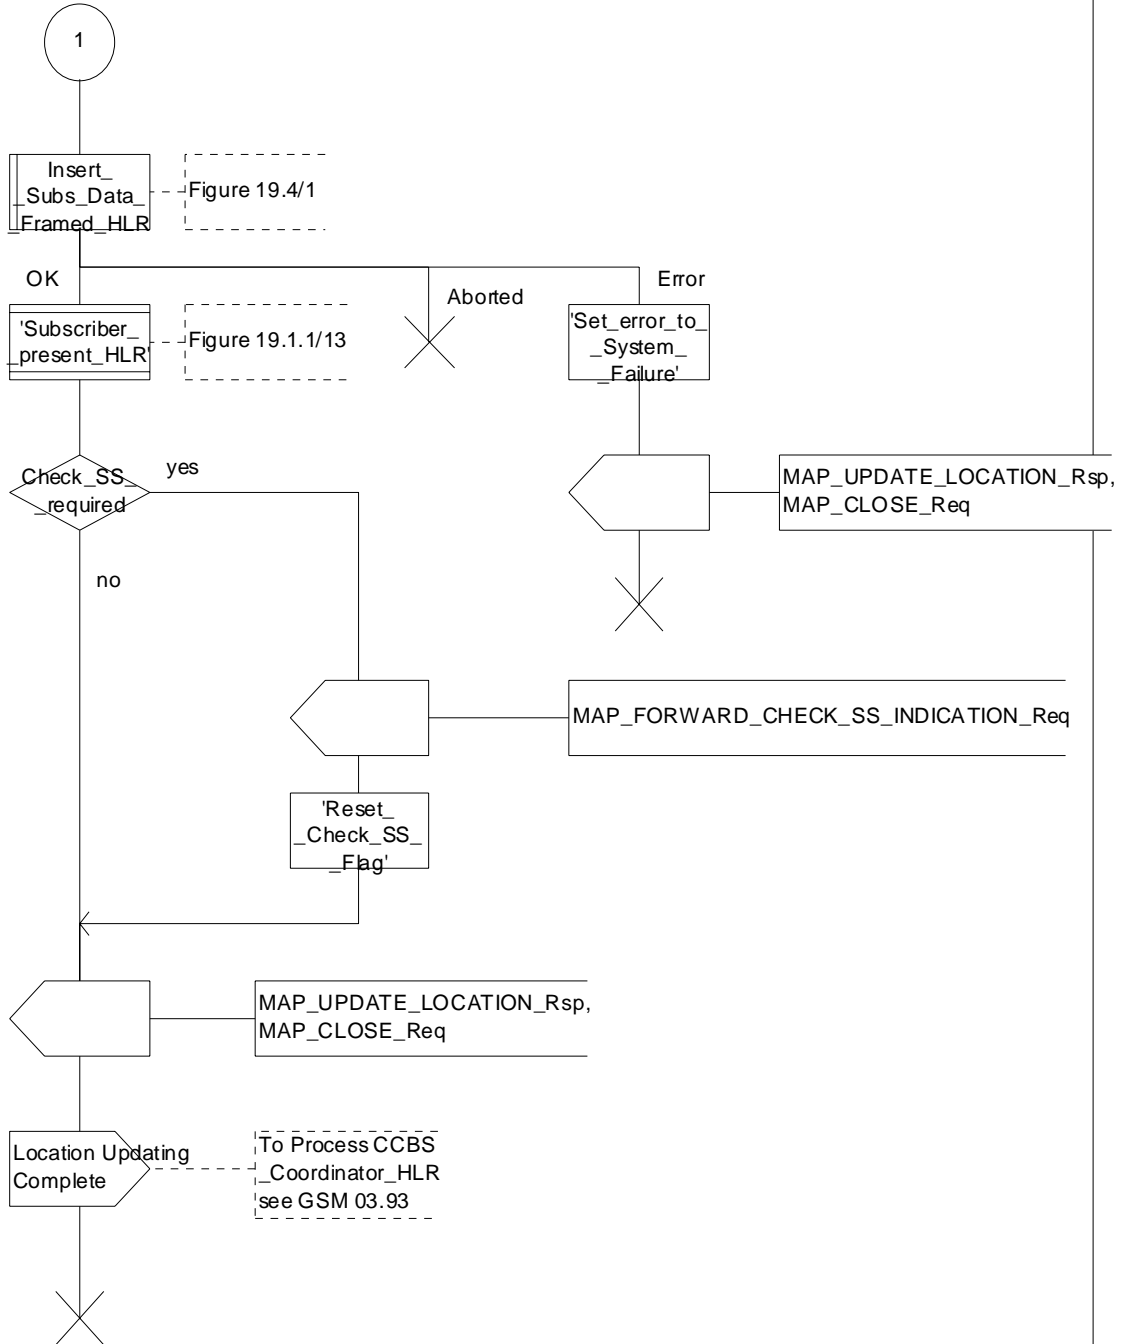 1
Insert_
_Subs_Data_
_Framed_HLR
Figure 19.4/1
OK
Aborted
Error
'Subscriber_
_present_HLR'
Figure 19.1.1/13
'Set_error_to_
_System_
_Failure'
Check_SS_
_required
yes
MAP_UPDATE_LOCATION_Rsp,
MAP_CLOSE_Req
no
MAP_FORWARD_CHECK_SS_INDICATION_Req
'Reset_
_Check_SS_
_Flag'
MAP_UPDATE_LOCATION_Rsp,
MAP_CLOSE_Req
Location Updating
Complete
To Process CCBS
_Coordinator_HLR
see GSM 03.93